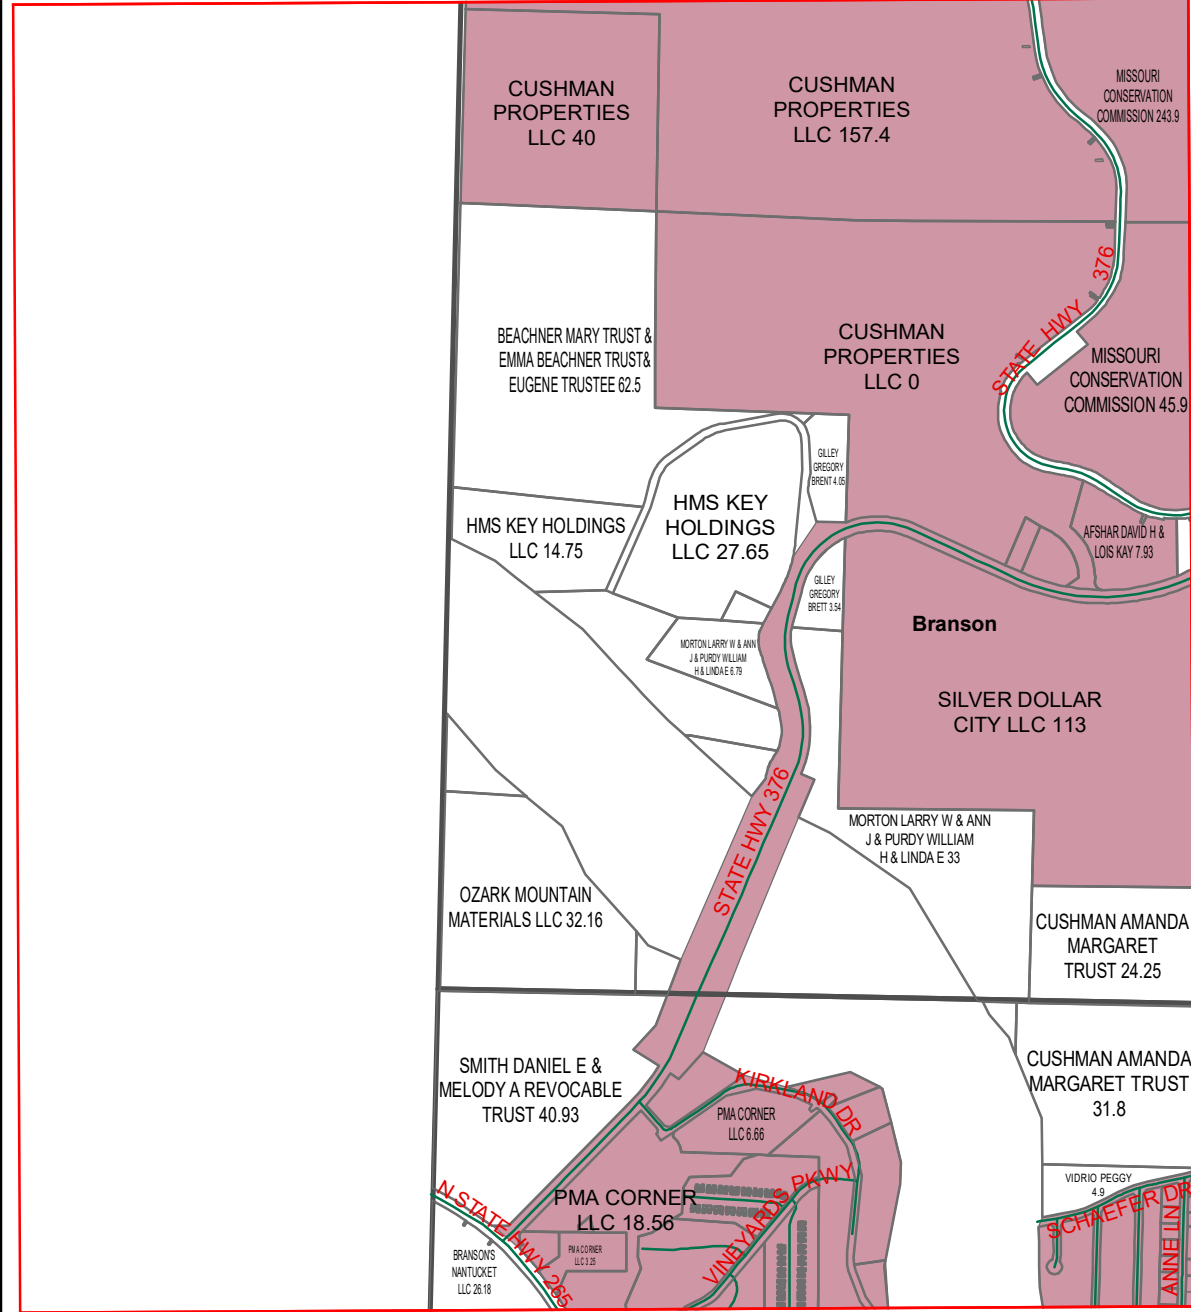 CUSHMAN
PROPERTIES
LLC 40
CUSHMAN
PROPERTIES
LLC 157.4
MISSOURI
CONSERVATION
COMMISSION 243.9
BEACHNER MARY TRUST &
EMMA BEACHNER TRUST&
EUGENE TRUSTEE 62.5
CUSHMAN
PROPERTIES
LLC 0
STATE HWY 376
MISSOURI
CONSERVATION
COMMISSION 45.9
GILLEY
GREGORY
BRENT 4.05
HMS KEY HOLDINGS
LLC 14.75
HMS KEY
HOLDINGS
LLC 27.65
AFSHAR DAVID H &
LOIS KAY 7.93
GILLEY
GREGORY
BRETT 3.54
Branson
MORTON LARRY W & ANN
J & PURDY WILLIAM
H & LINDA E 6.79
SILVER DOLLAR
CITY LLC 113
STATE HWY 376
MORTON LARRY W & ANN
J & PURDY WILLIAM
H & LINDA E 33
OZARK MOUNTAIN
MATERIALS LLC 32.16
CUSHMAN AMANDA
MARGARET
TRUST 24.25
SMITH DANIEL E &
MELODY A REVOCABLE
TRUST 40.93
CUSHMAN AMANDA
MARGARET TRUST
31.8
KIRKLAND DR
PMA CORNER
LLC 6.66
VIDRIO PEGGY
4.9
PMA CORNER
LLC 18.56
VINEYARDS PKWY
SCHAEFER DR
ANNE LN
N STATE HWY 265
PMA CORNER
LLC 3.25
BRANSON'S
NANTUCKET
LLC 26.18